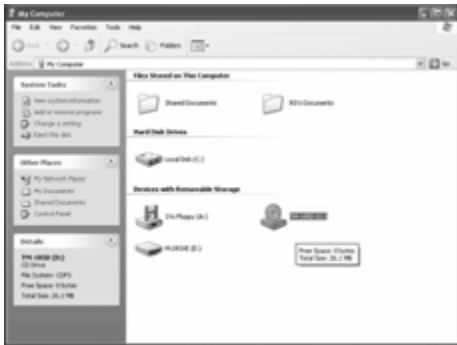 My Computer
File Edit View Favorites Tools Help
Back Search Folders
Address My Computer Go
System Tasks
View system information
Add or remove programs
Change a setting
Eject this disk
Other Places
My Network Places
My Documents
Shared Documents
Control Panel
Details
CD Drive
File System: CDFS
Free Space: 0 bytes
Total Size: 26.1 MB
Files Stored on This Computer
Shared Documents
Documents
Hard Disk Drives
Local Disk (C:)
Devices with Removable Storage
3½ Floppy (A:)
Free Space: 0 bytes
Total Size: 26.1 MB